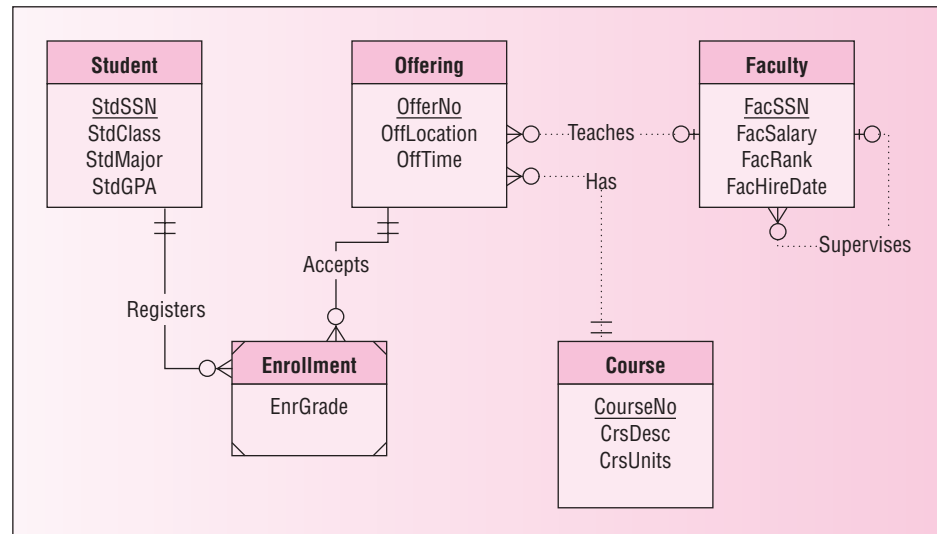 Student
StdSSN
StdClass
StdMajor
StdGPA
Offering
OfferNo
OffLocation
OffTime
Faculty
FacSSN
FacSalary
FacRank
FacHireDate
Teaches
Has
Supervises
Accepts
Registers
Enrollment
EnrGrade
Course
CourseNo
CrsDesc
CrsUnits